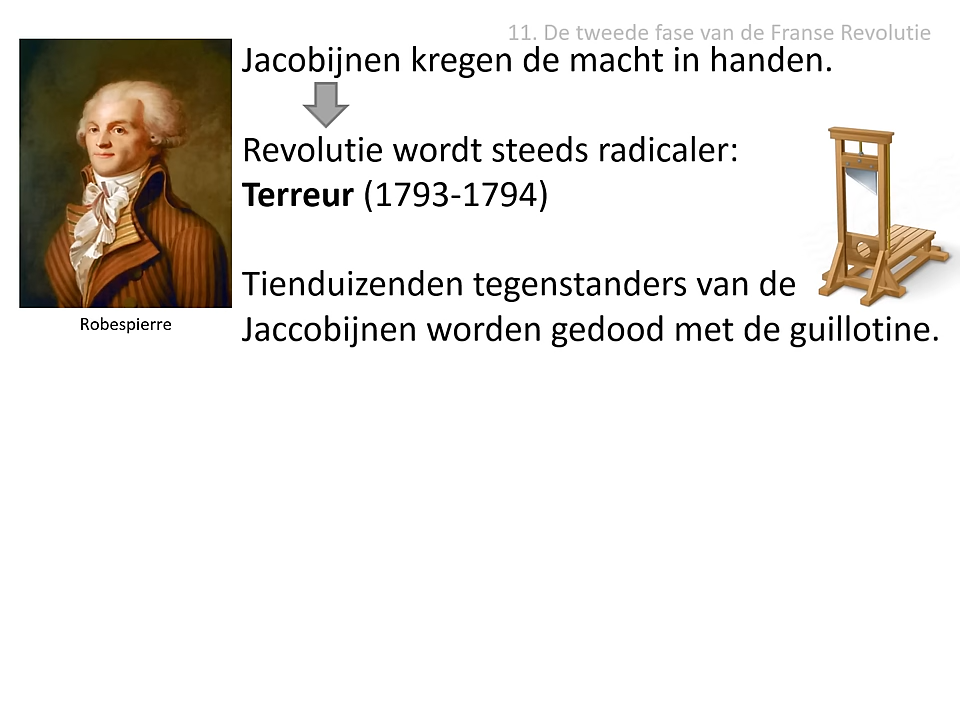 11. De tweede fase van de Franse Revolutie
Jacobijnen kregen de macht in handen.
Revolutie wordt steeds radicaler:
Terreur (1793-1794)
Tienduizenden tegenstanders van de
Jaccobijnen worden gedood met de guillotine.
Robespierre